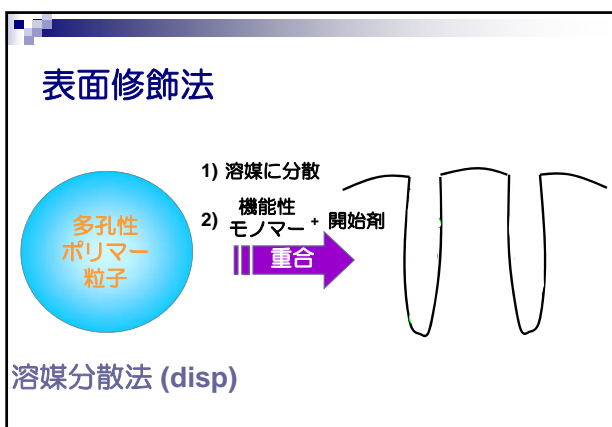 表面修飾法
多孔性
ポリマー
粒子
1) 溶媒に分散
2) 機能性モノマー + 開始剤
重合
溶媒分散法 (disp)